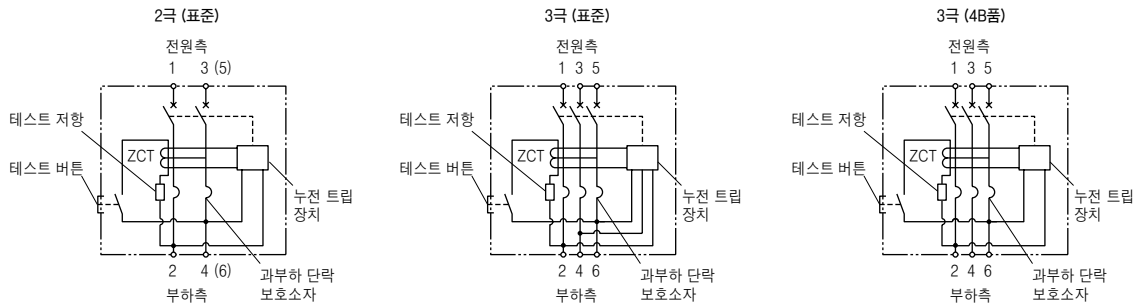 2극 (표준)
전원측
1 3 (5)
테스트 저항
ZCT
테스트 버튼
누전 트립
장치
2 4 (6)
과부하 단락
보호소자
부하측
3극 (표준)
전원측
1 3 5
테스트 저항
ZCT
테스트 버튼
누전 트립
장치
2 4 6
과부하 단락
보호소자
부하측
3극 (4B품)
전원측
1 3 5
테스트 저항
ZCT
테스트 버튼
누전 트립
장치
2 4 6
과부하 단락
보호소자
부하측